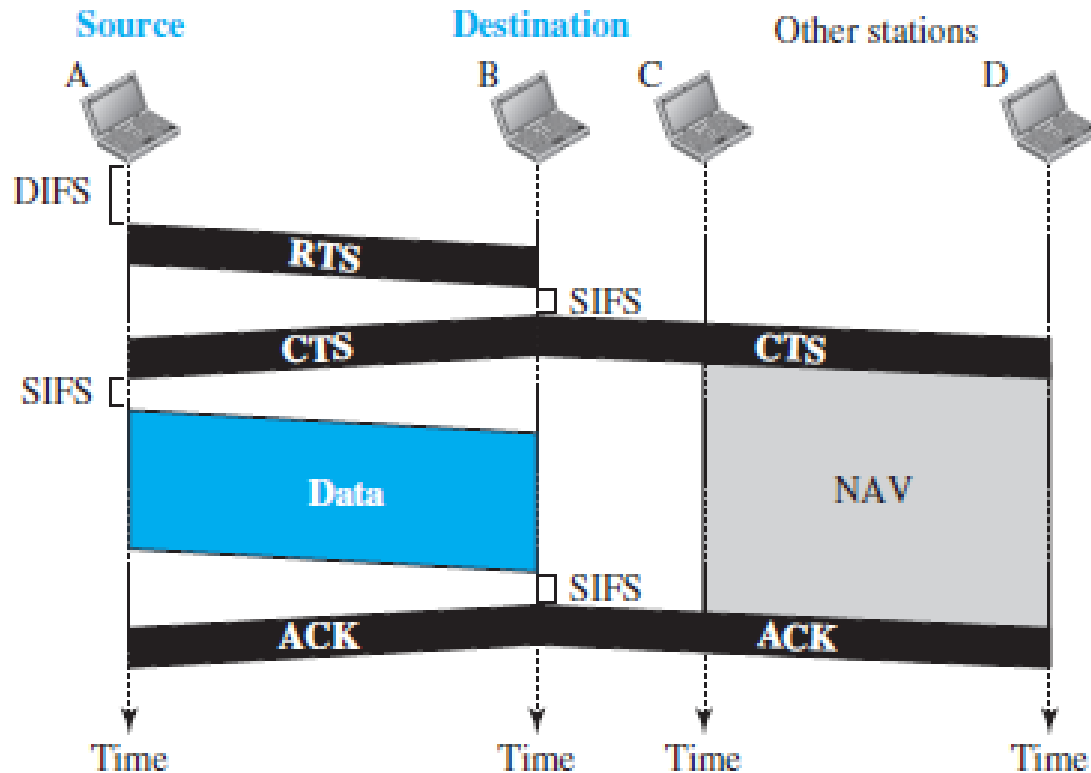 Source Destination Other stations
A B C D
DIFS
RTS
SIFS
CTS CTS
SIFS
Data NAV
SIFS
ACK ACK
Time Time Time Time